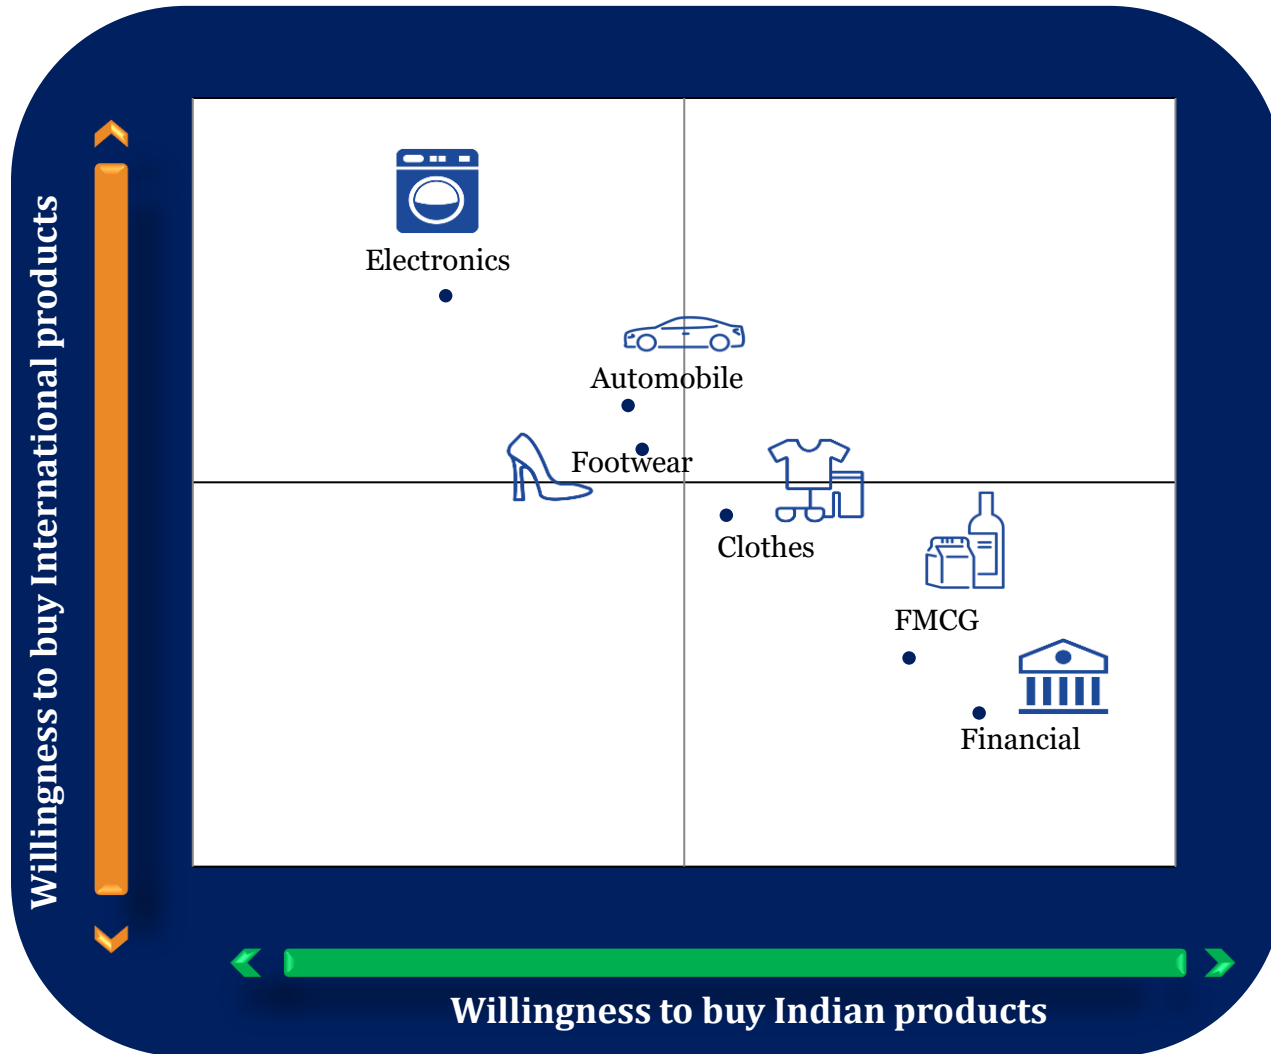 Willingness to buy International products
Electronics
Automobile
Footwear
Clothes
FMCG
Financial
Willingness to buy Indian products